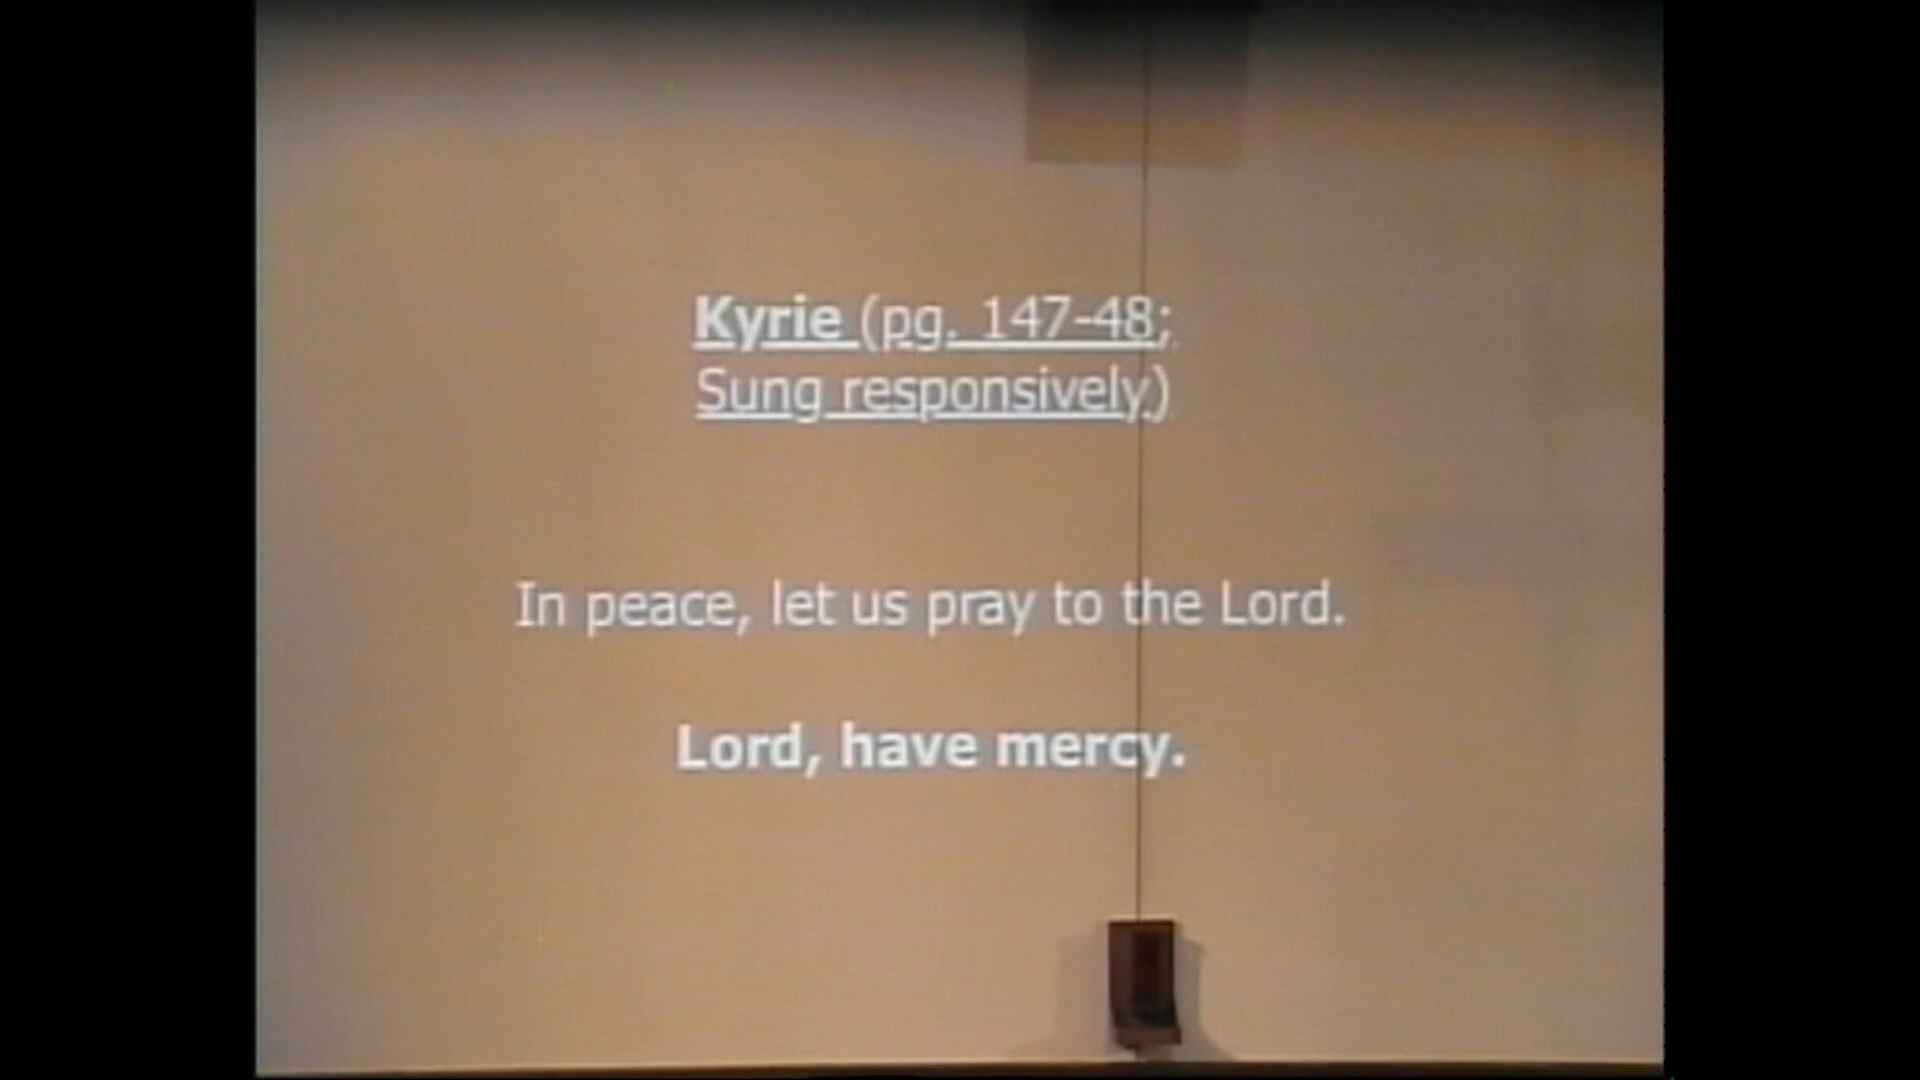 Kyrie (pg. 147-48;
Sung responsively)
In peace, let us pray to the Lord.
Lord, have mercy.